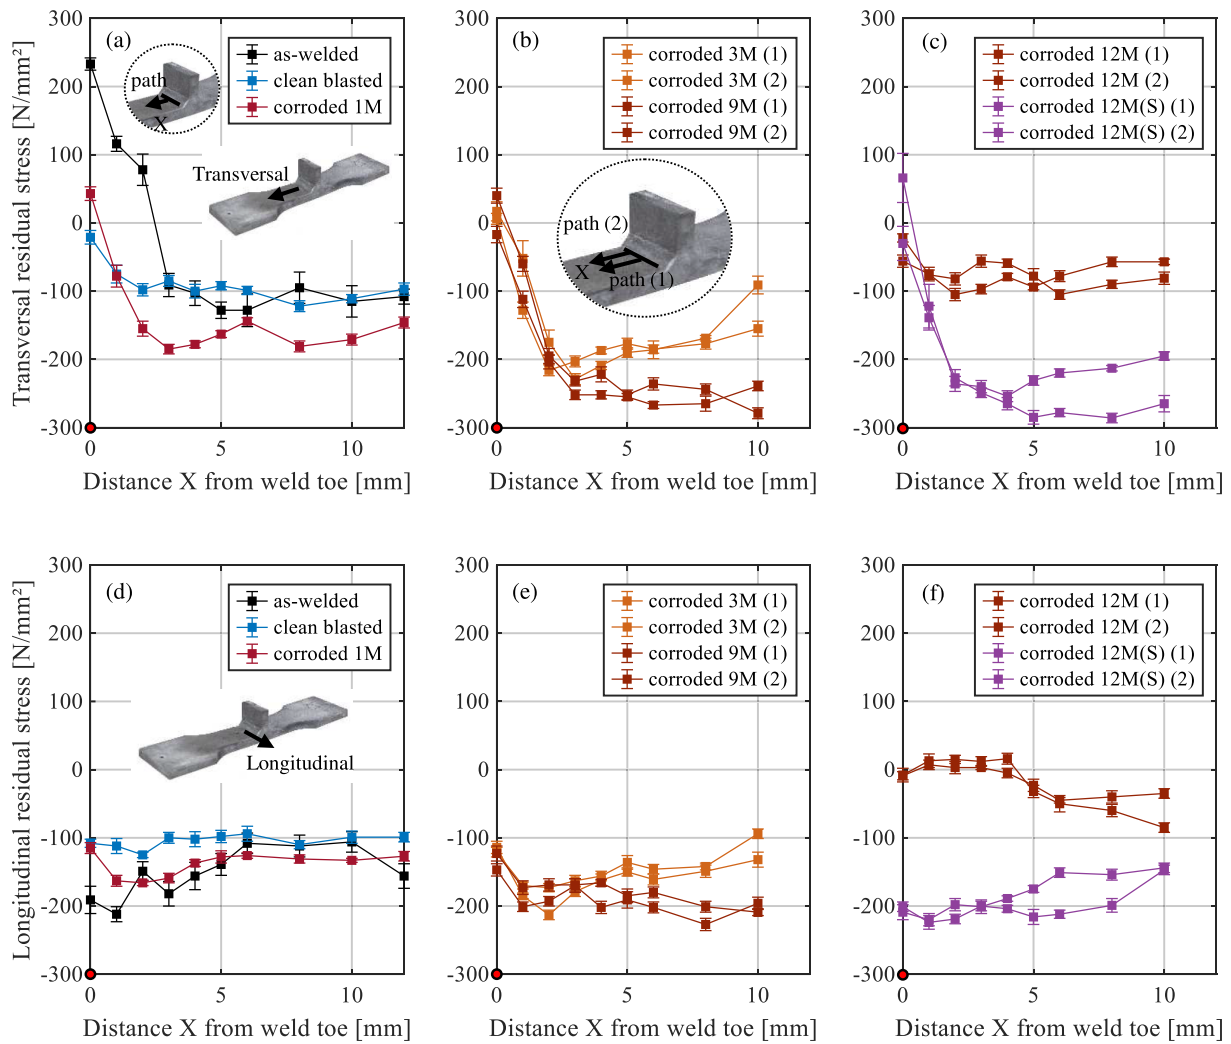 (a)
as-welded
clean blasted
corroded 1M
path
X
Transversal
Transversal residual stress [N/mm²]
300
200
100
0
-100
-200
-300
0
5
10
Distance X from weld toe [mm]
(b)
corroded 3M (1)
corroded 3M (2)
corroded 9M (1)
corroded 9M (2)
path (2)
X
path (1)
300
200
100
0
-100
-200
-300
0
5
10
Distance X from weld toe [mm]
(c)
corroded 12M (1)
corroded 12M (2)
corroded 12M(S) (1)
corroded 12M(S) (2)
300
200
100
0
-100
-200
-300
0
5
10
Distance X from weld toe [mm]
(d)
as-welded
clean blasted
corroded 1M
Longitudinal
Longitudinal residual stress [N/mm²]
300
200
100
0
-100
-200
-300
0
5
10
Distance X from weld toe [mm]
(e)
corroded 3M (1)
corroded 3M (2)
corroded 9M (1)
corroded 9M (2)
300
200
100
0
-100
-200
-300
0
5
10
Distance X from weld toe [mm]
(f)
corroded 12M (1)
corroded 12M (2)
corroded 12M(S) (1)
corroded 12M(S) (2)
300
200
100
0
-100
-200
-300
0
5
10
Distance X from weld toe [mm]